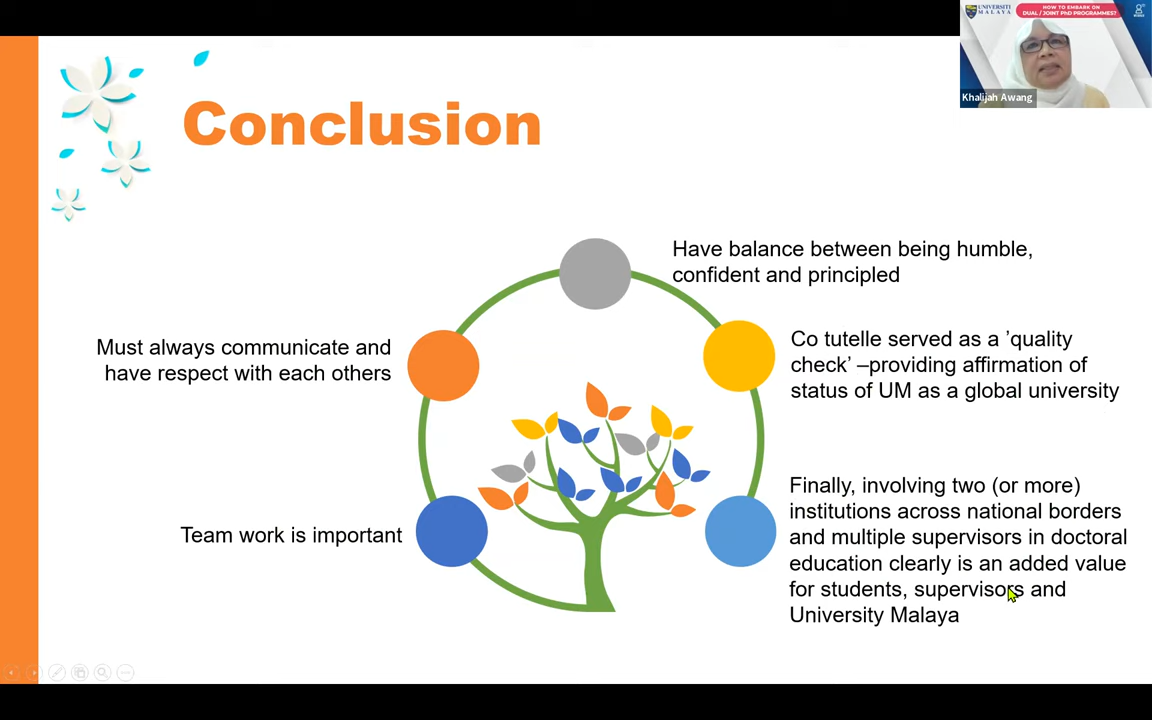 UNIVERSITI
MALAYA
HOW TO EMBARK ON
DUAL / JOINT PhD PROGRAMMES?
Khalijah Awang
Conclusion
Have balance between being humble,
confident and principled
Must always communicate and
have respect with each others
Co tutelle served as a ’quality
check’ –providing affirmation of
status of UM as a global university
Team work is important
Finally, involving two (or more)
institutions across national borders
and multiple supervisors in doctoral
education clearly is an added value
for students, supervisors and
University Malaya